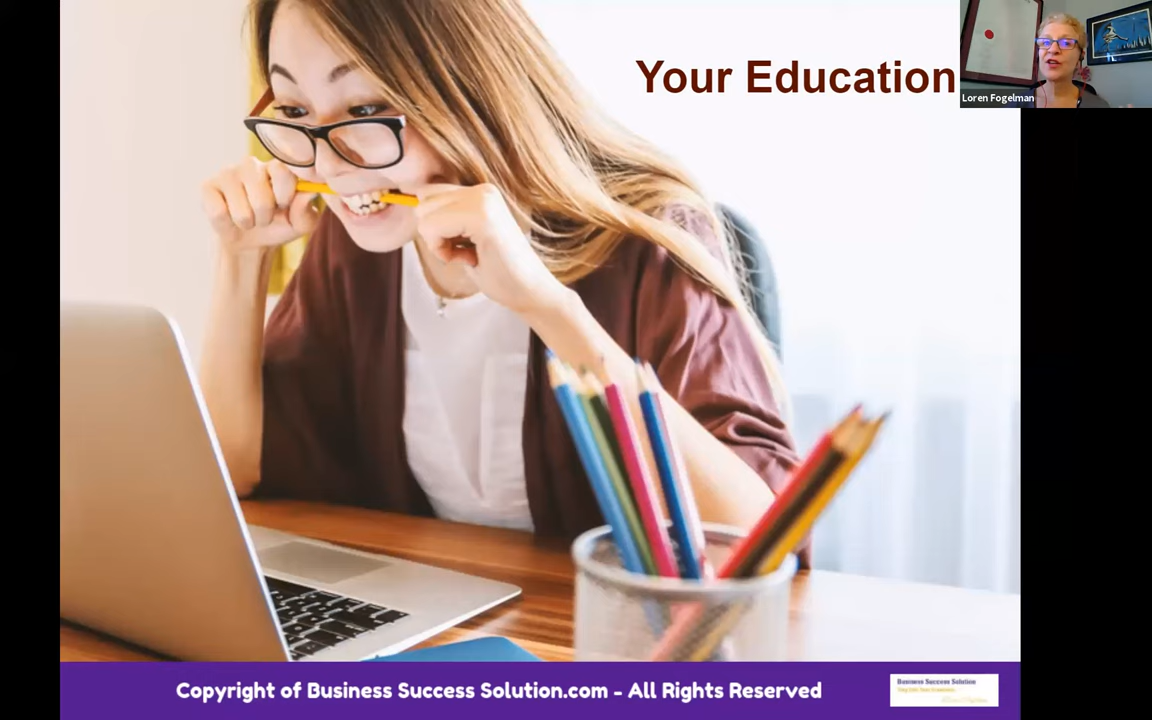 Your Education
Loren Fogelman
Copyright of Business Success Solution.com - All Rights Reserved
Business Success Solution